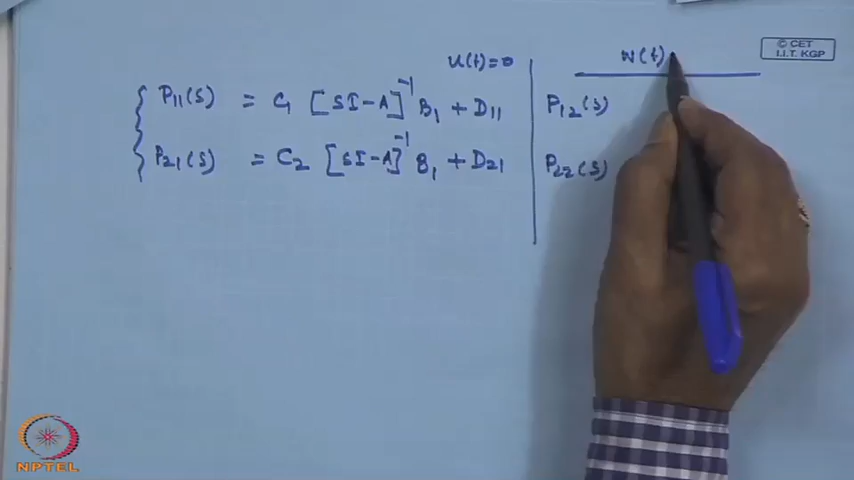 U(t)=0
W(t)
© CET
I.I.T. KGP
P11(S) = C1 [SI-A]^-1 B1 + D11
P12(S)
P21(S) = C2 [SI-A]^-1 B1 + D21
P22(S)
NPTEL